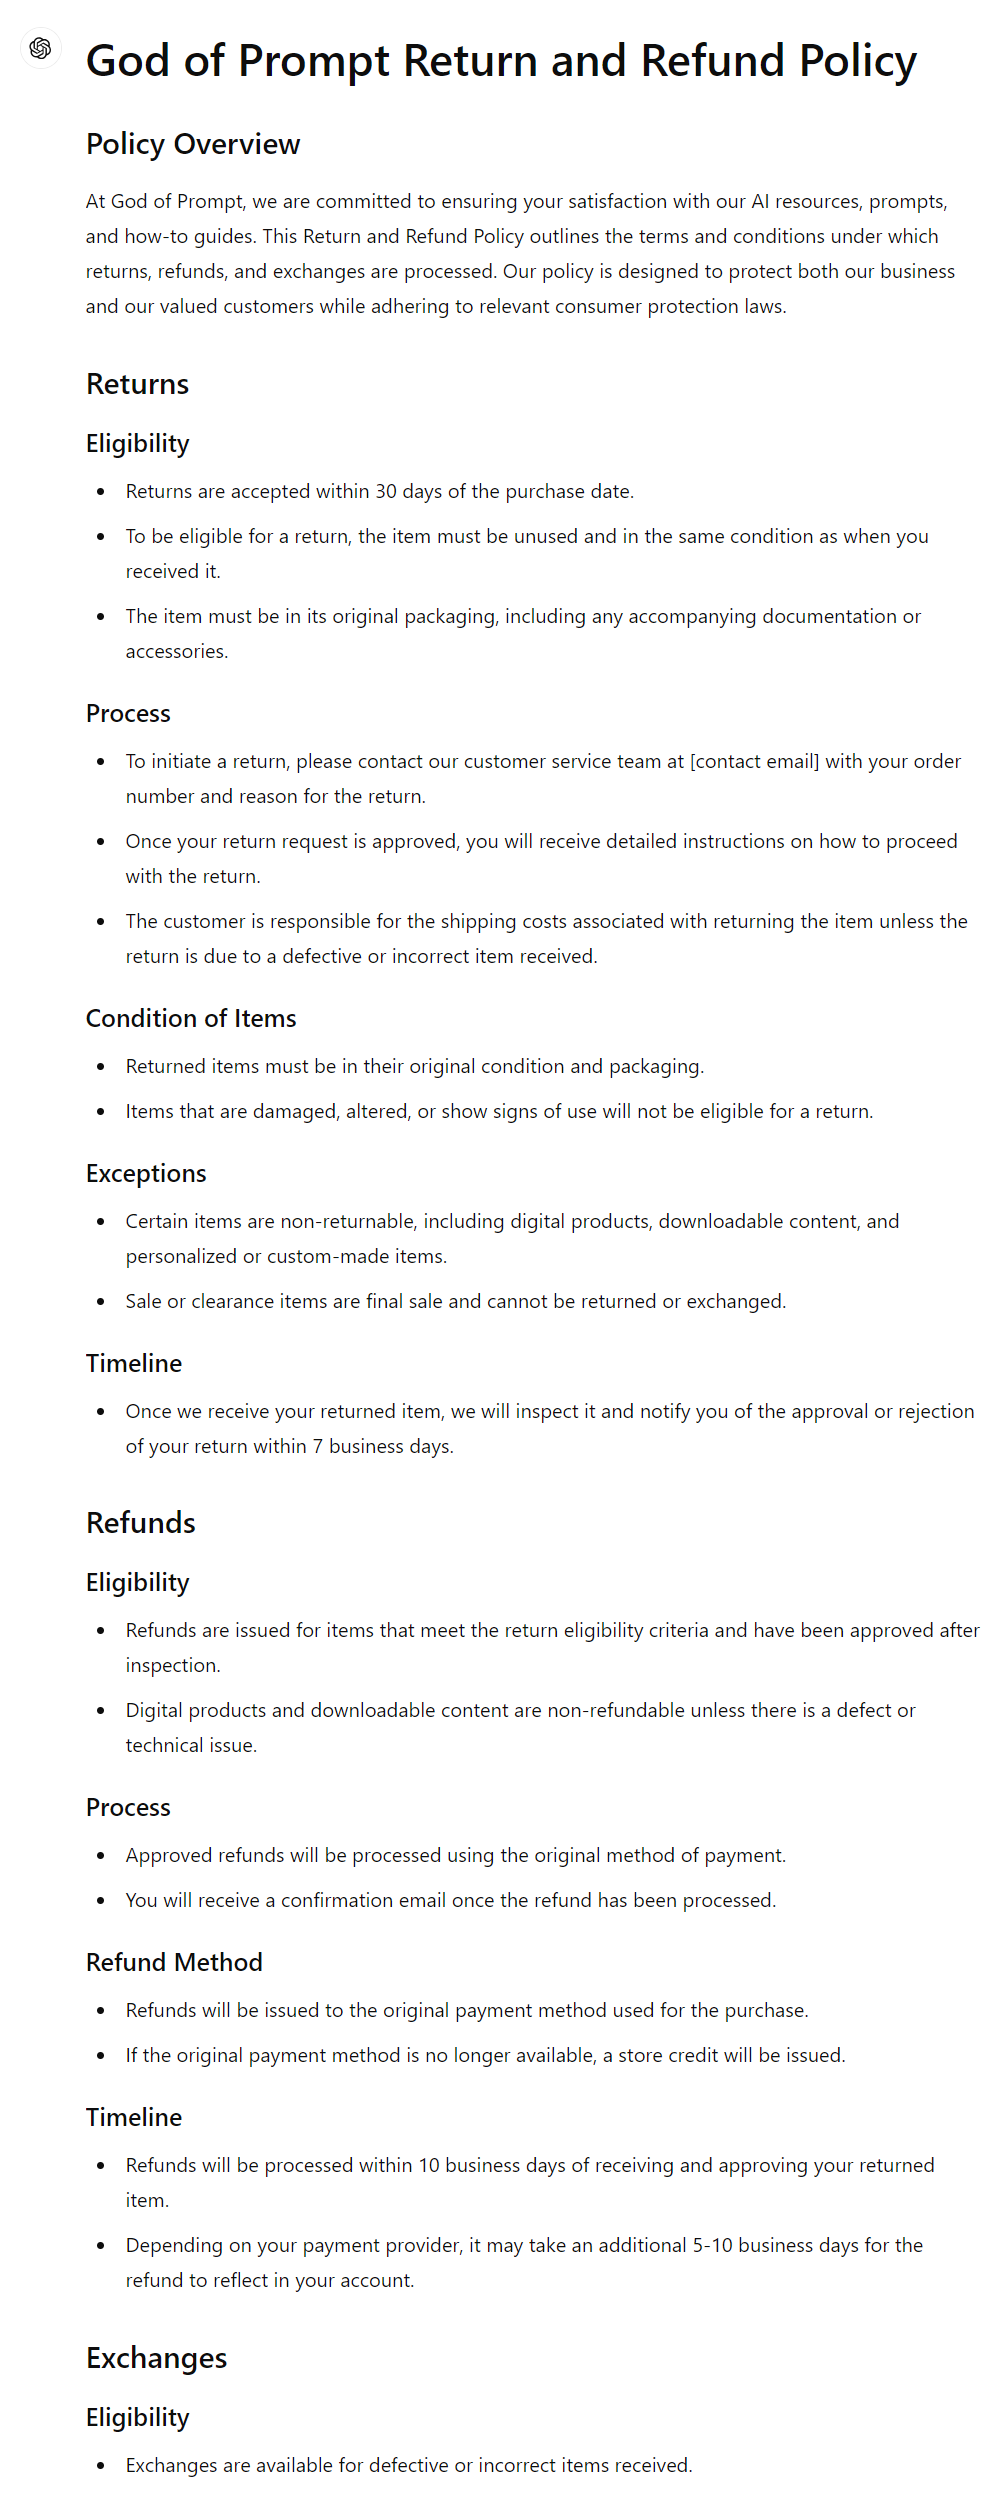 God of Prompt Return and Refund Policy
Policy Overview
At God of Prompt, we are committed to ensuring your satisfaction with our AI resources, prompts,
and how-to guides. This Return and Refund Policy outlines the terms and conditions under which
returns, refunds, and exchanges are processed. Our policy is designed to protect both our business
and our valued customers while adhering to relevant consumer protection laws.
Returns
Eligibility
• Returns are accepted within 30 days of the purchase date.
• To be eligible for a return, the item must be unused and in the same condition as when you
received it.
• The item must be in its original packaging, including any accompanying documentation or
accessories.
Process
• To initiate a return, please contact our customer service team at [contact email] with your order
number and reason for the return.
• Once your return request is approved, you will receive detailed instructions on how to proceed
with the return.
• The customer is responsible for the shipping costs associated with returning the item unless the
return is due to a defective or incorrect item received.
Condition of Items
• Returned items must be in their original condition and packaging.
• Items that are damaged, altered, or show signs of use will not be eligible for a return.
Exceptions
• Certain items are non-returnable, including digital products, downloadable content, and
personalized or custom-made items.
• Sale or clearance items are final sale and cannot be returned or exchanged.
Timeline
• Once we receive your returned item, we will inspect it and notify you of the approval or rejection
of your return within 7 business days.
Refunds
Eligibility
• Refunds are issued for items that meet the return eligibility criteria and have been approved after
inspection.
• Digital products and downloadable content are non-refundable unless there is a defect or
technical issue.
Process
• Approved refunds will be processed using the original method of payment.
• You will receive a confirmation email once the refund has been processed.
Refund Method
• Refunds will be issued to the original payment method used for the purchase.
• If the original payment method is no longer available, a store credit will be issued.
Timeline
• Refunds will be processed within 10 business days of receiving and approving your returned
item.
• Depending on your payment provider, it may take an additional 5-10 business days for the
refund to reflect in your account.
Exchanges
Eligibility
• Exchanges are available for defective or incorrect items received.